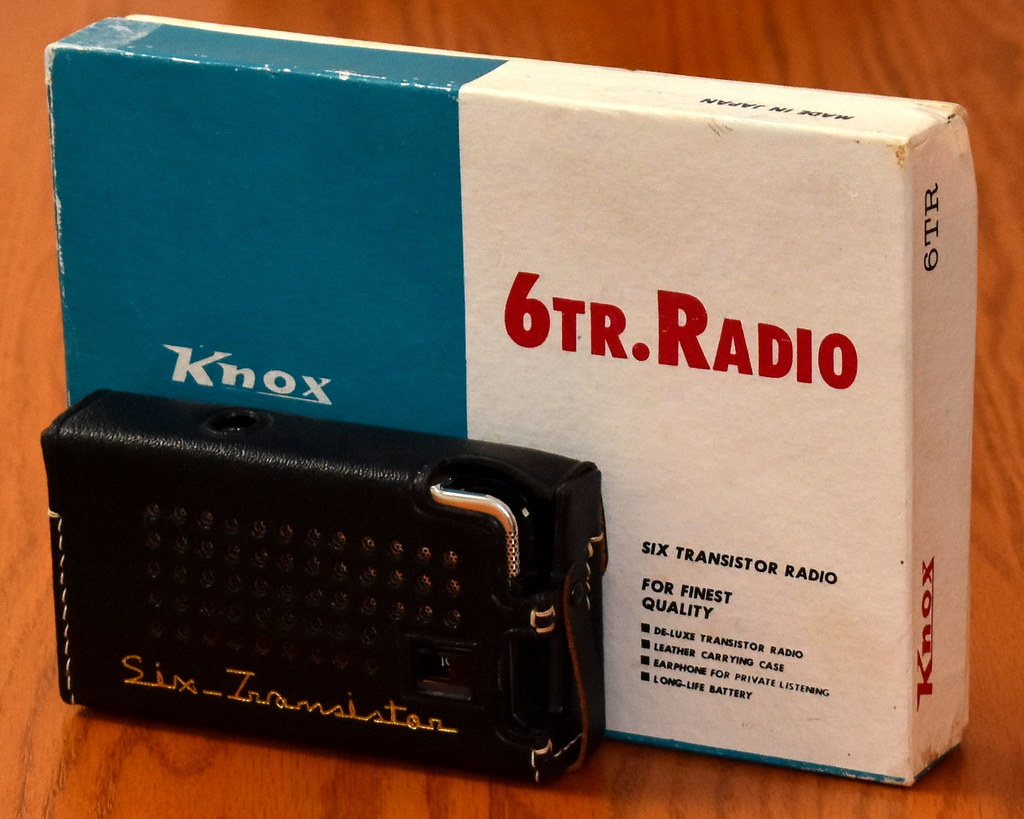 MADE IN JAPAN
6TR
Knox
6TR.RADIO
SIX TRANSISTOR RADIO
FOR FINEST
QUALITY
■ DE-LUXE TRANSISTOR RADIO
■ LEATHER CARRYING CASE
■ EARPHONE FOR PRIVATE LISTENING
■ LONG-LIFE BATTERY
Knox
Six-Transistor